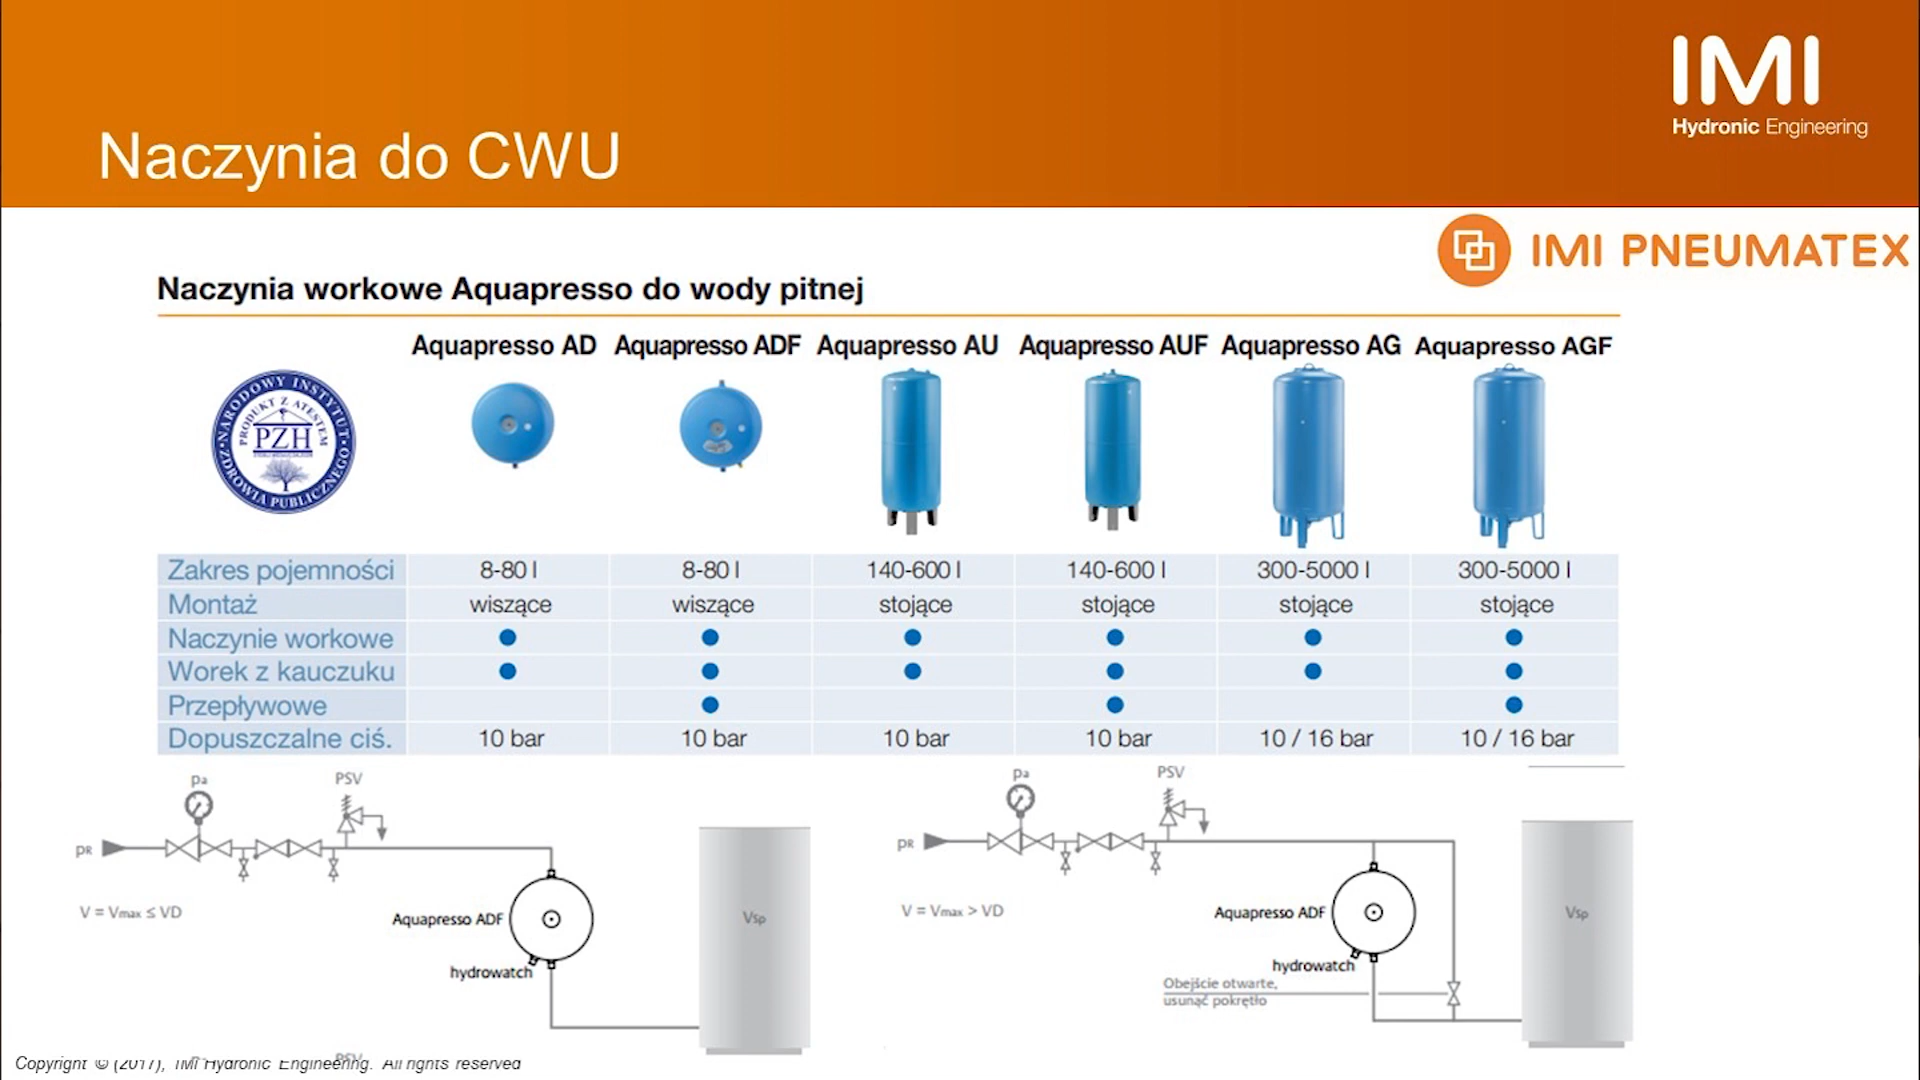 IMI
Hydronic Engineering
Naczynia do CWU
IMI PNEUMATEX
Naczynia workowe Aquapresso do wody pitnej
Aquapresso AD Aquapresso ADF Aquapresso AU Aquapresso AUF Aquapresso AG Aquapresso AGF
NARODOWY INSTYTUT ZDROWIA PUBLICZNEGO
PRODUKT Z ATESTEM
PZH
Zakres pojemności 8-80 l 8-80 l 140-600 l 140-600 l 300-5000 l 300-5000 l
Montaż wiszące wiszące stojące stojące stojące stojące
Naczynie workowe ● ● ● ● ● ●
Worek z kauczuku ● ● ● ● ● ●
Przepływowe ● ● ●
Dopuszczalne ciś. 10 bar 10 bar 10 bar 10 bar 10 / 16 bar 10 / 16 bar
pa PSV
pR
V = Vmax ≤ VD
Aquapresso ADF
hydrowatch
Vsp
pa PSV
pR
V = Vmax > VD
Aquapresso ADF
hydrowatch
Obejście otwarte,
usunąć pokrętło
Vsp
PSV
Copyright © (2017), IMI Hydronic Engineering. All rights reserved